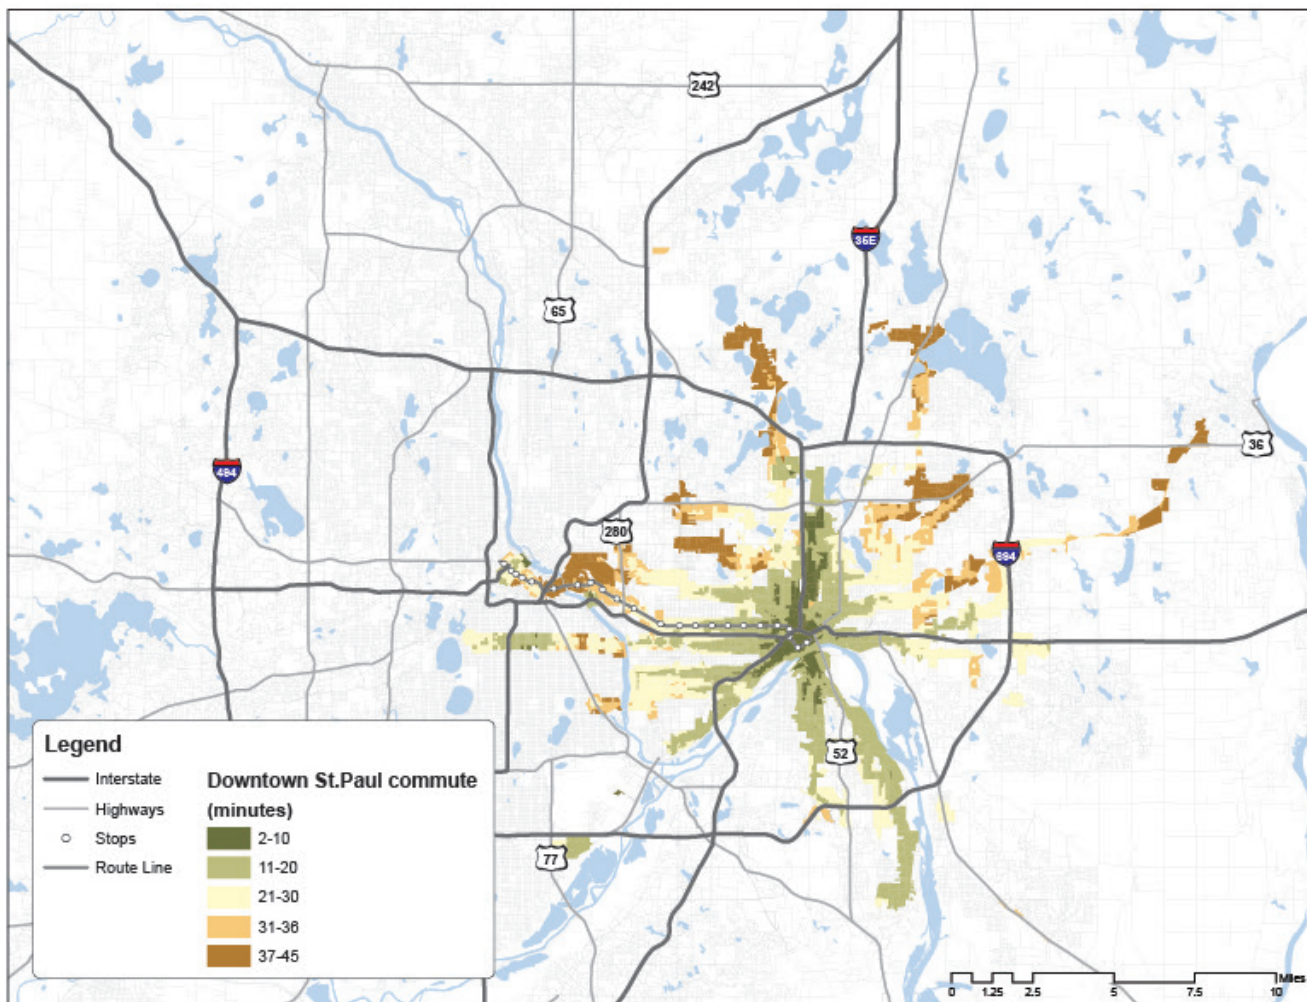 242
36E
65
36
494
280
694
52
77
Legend
Interstate
Highways
Stops
Route Line
Downtown St.Paul commute
(minutes)
2-10
11-20
21-30
31-36
37-45
Miles
0 1.25 2.5 5 7.5 10